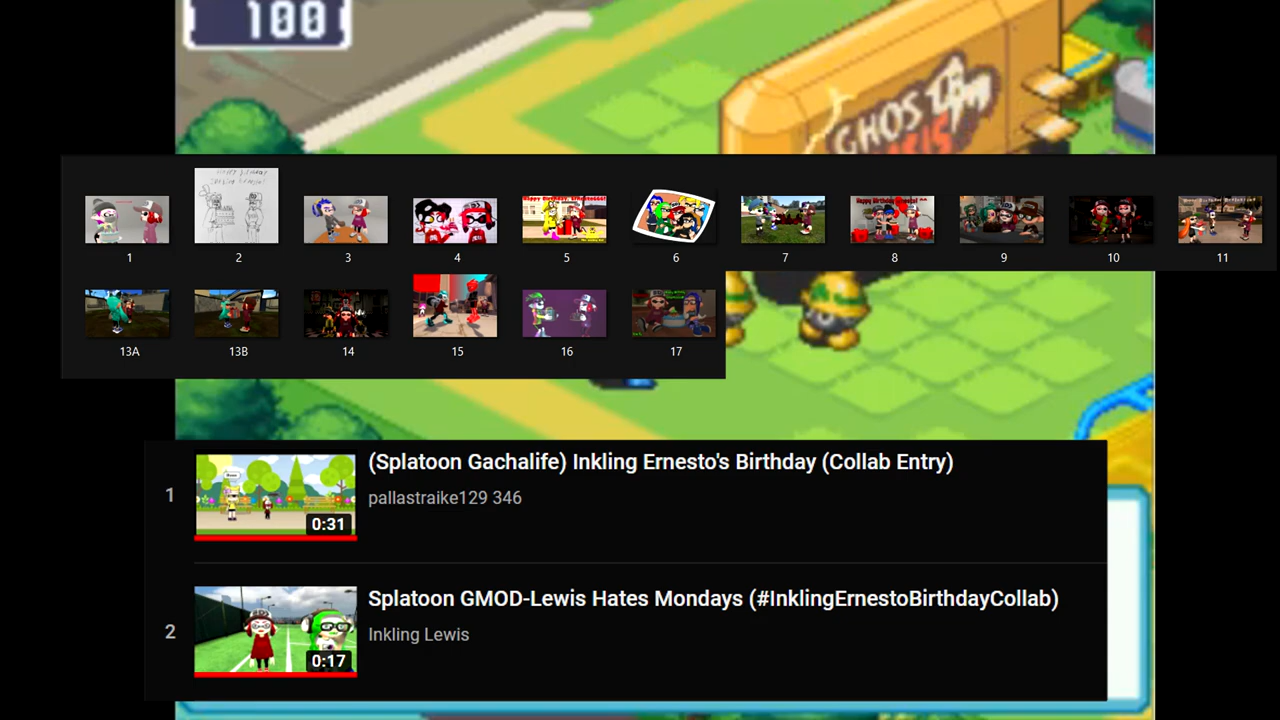 100
GHOST
1 2 3 4 5 6 7 8 9 10 11
13A 13B 14 15 16 17
1
(Splatoon Gachalife) Inkling Ernesto's Birthday (Collab Entry)
pallastraike129 346
0:31
2
Splatoon GMOD-Lewis Hates Mondays (#InklingErnestoBirthdayCollab)
Inkling Lewis
0:17